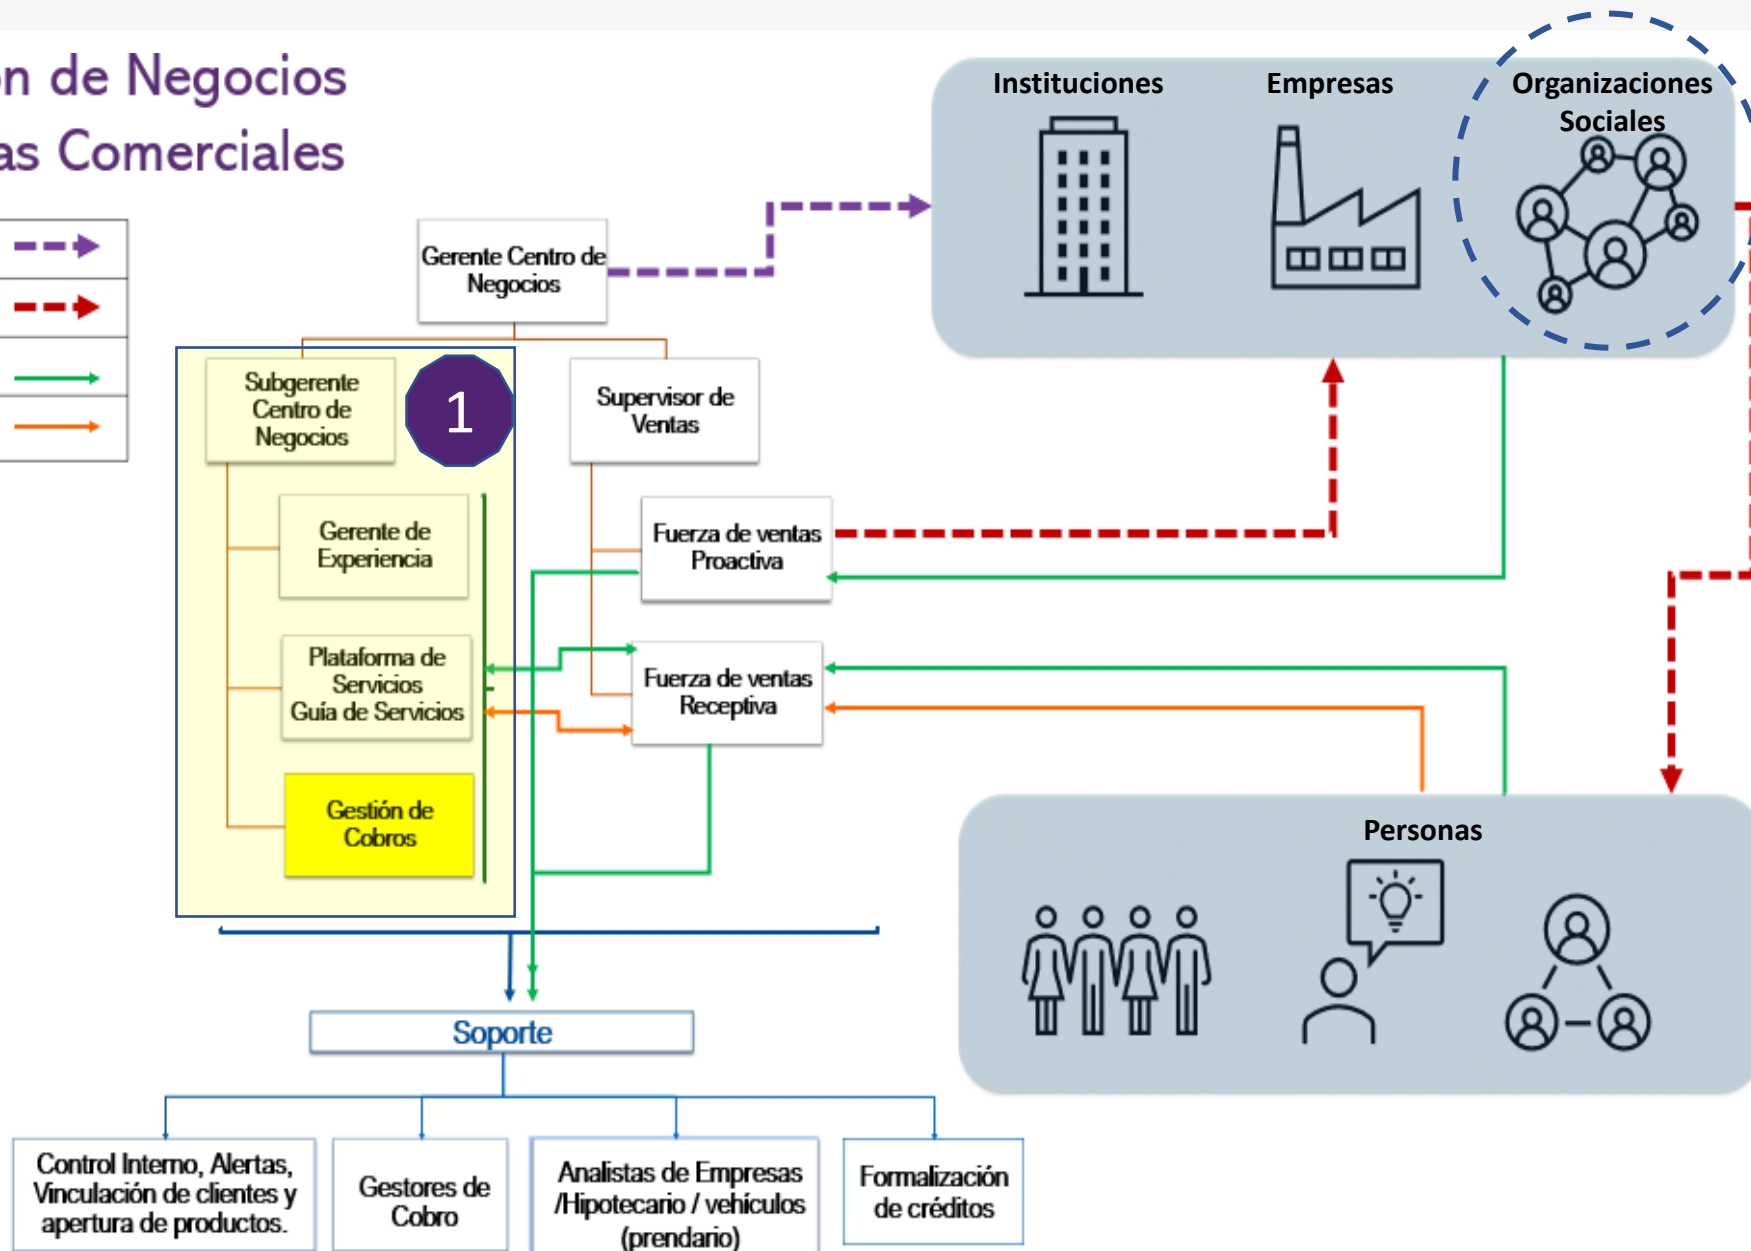 ón de Negocios
as Comerciales
Instituciones
Empresas
Organizaciones
Sociales
Gerente Centro de
Negocios
Subgerente
Centro de
Negocios
1
Supervisor de
Ventas
Gerente de
Experiencia
Fuerza de ventas
Proactiva
Plataforma de
Servicios
Guía de Servicios
Fuerza de ventas
Receptiva
Gestión de
Cobros
Personas
Soporte
Control Interno, Alertas,
Vinculación de clientes y
apertura de productos.
Gestores de
Cobro
Analistas de Empresas
/Hipotecario / vehículos
(prendario)
Formalización
de créditos